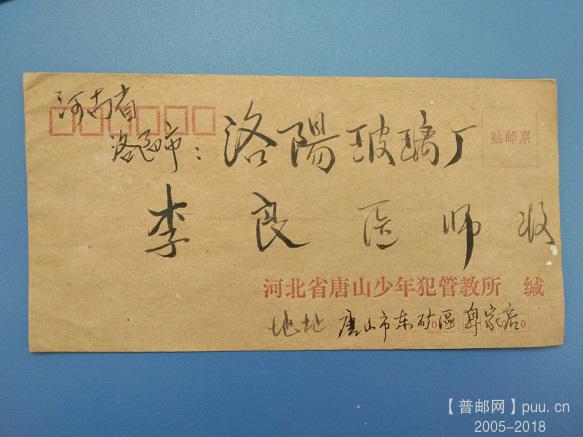 河南省
洛阳市：洛陽玻璃厂
贴邮票
李良医师收
河北省唐山少年犯管教所 缄
地址 唐山市东矿区卑家店
【普邮网】puu.cn
2005-2018